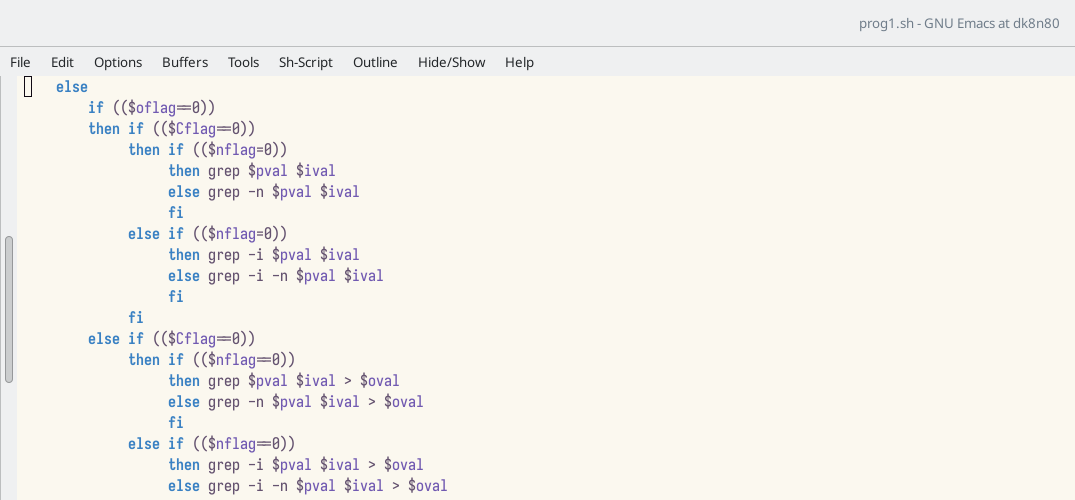 prog1.sh - GNU Emacs at dk8n80
File Edit Options Buffers Tools Sh-Script Outline Hide/Show Help
else
if (($oflag==0))
then if (($Cflag==0))
then if (($nflag=0))
then grep $pval $ival
else grep -n $pval $ival
fi
else if (($nflag=0))
then grep -i $pval $ival
else grep -i -n $pval $ival
fi
fi
else if (($Cflag==0))
then if (($nflag==0))
then grep $pval $ival > $oval
else grep -n $pval $ival > $oval
fi
else if (($nflag==0))
then grep -i $pval $ival > $oval
else grep -i -n $pval $ival > $oval